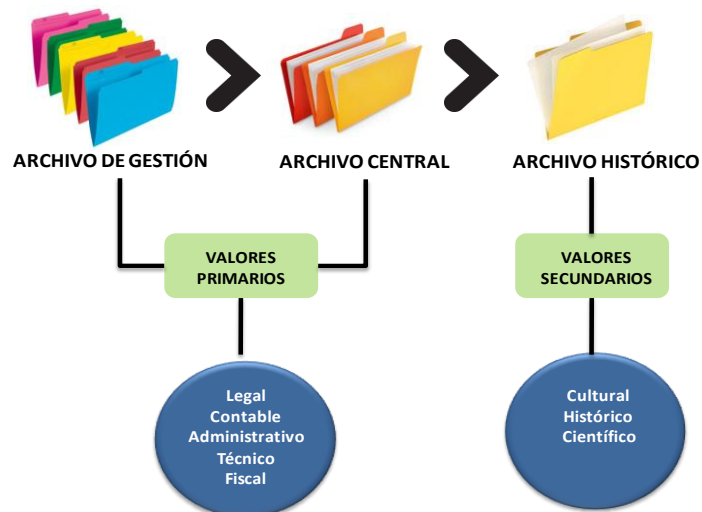 ARCHIVO DE GESTIÓN
ARCHIVO CENTRAL
ARCHIVO HISTÓRICO
VALORES
PRIMARIOS
VALORES
SECUNDARIOS
Legal
Contable
Administrativo
Técnico
Fiscal
Cultural
Histórico
Científico